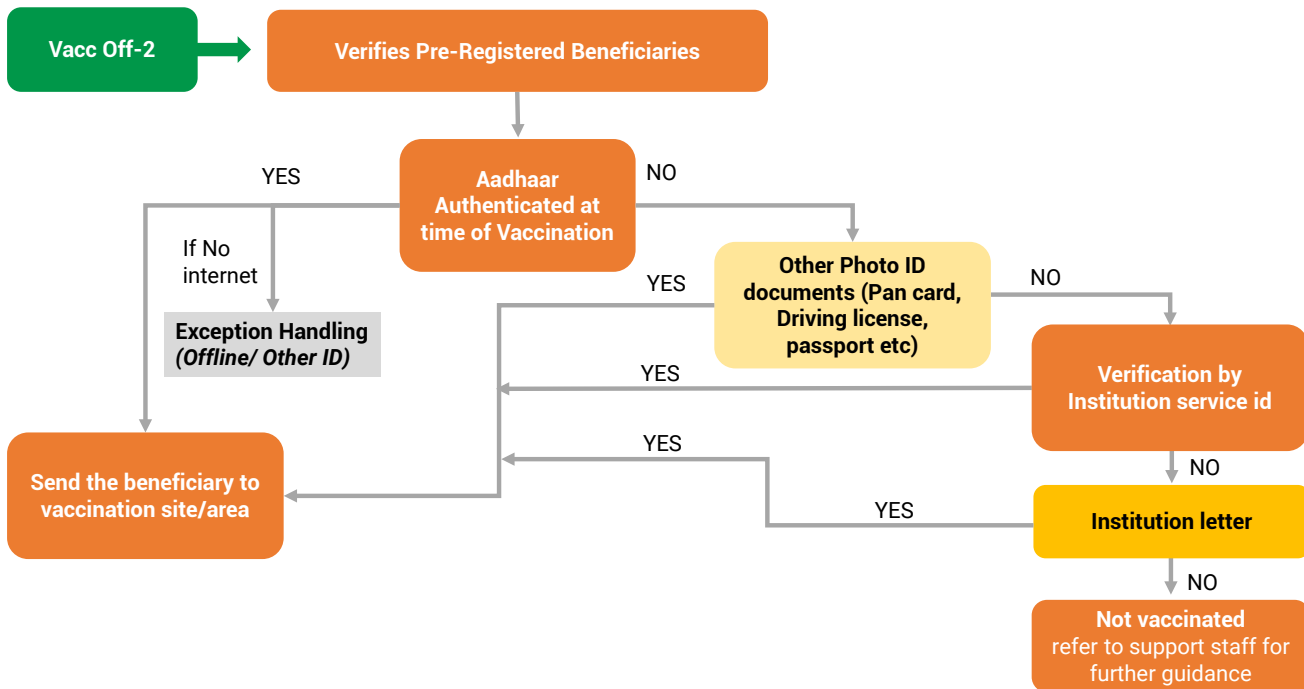 Vacc Off-2
Verifies Pre-Registered Beneficiaries
YES
Aadhaar
Authenticated at
time of Vaccination
NO
If No
internet
Exception Handling
(Offline/ Other ID)
YES
Other Photo ID
documents (Pan card,
Driving license,
passport etc)
NO
YES
Verification by
Institution service id
YES
NO
Send the beneficiary to
vaccination site/area
YES
Institution letter
NO
Not vaccinated
refer to support staff for
further guidance